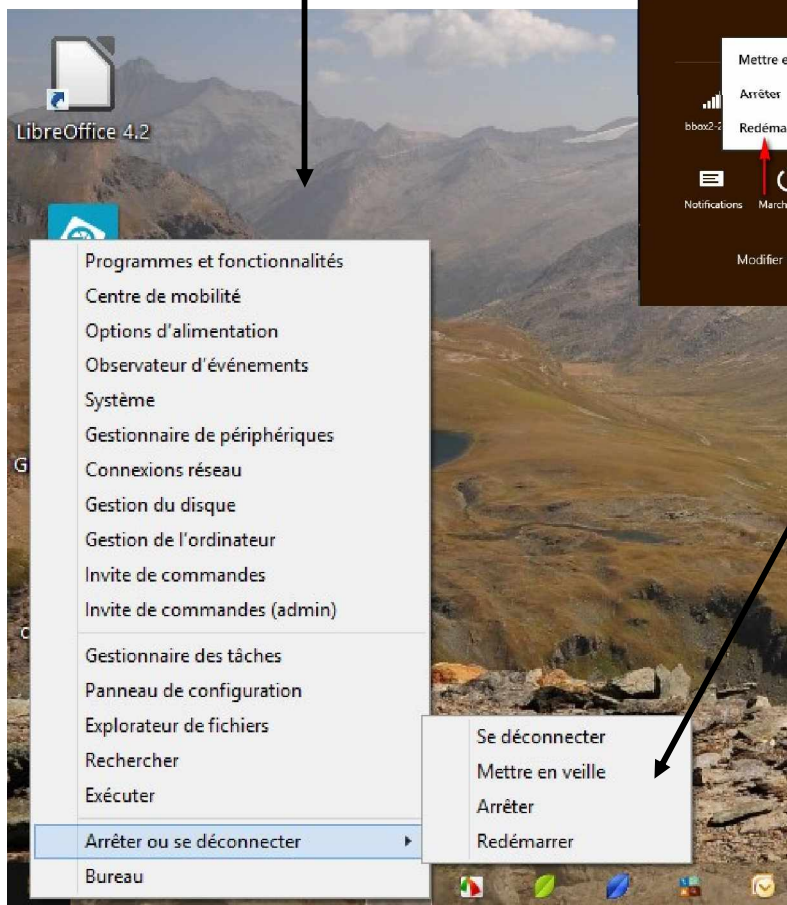 LibreOffice 4.2
Programmes et fonctionnalités
Centre de mobilité
Options d'alimentation
Observateur d'événements
Système
Gestionnaire de périphériques
Connexions réseau
Gestion du disque
Gestion de l'ordinateur
Invite de commandes
Invite de commandes (admin)
Gestionnaire des tâches
Panneau de configuration
Explorateur de fichiers
Rechercher
Exécuter
Arrêter ou se déconnecter
Bureau
Se déconnecter
Mettre en veille
Arrêter
Redémarrer
Mettre e
Arrêter
Redéma
bbox2-2
Notifications March
Modifier